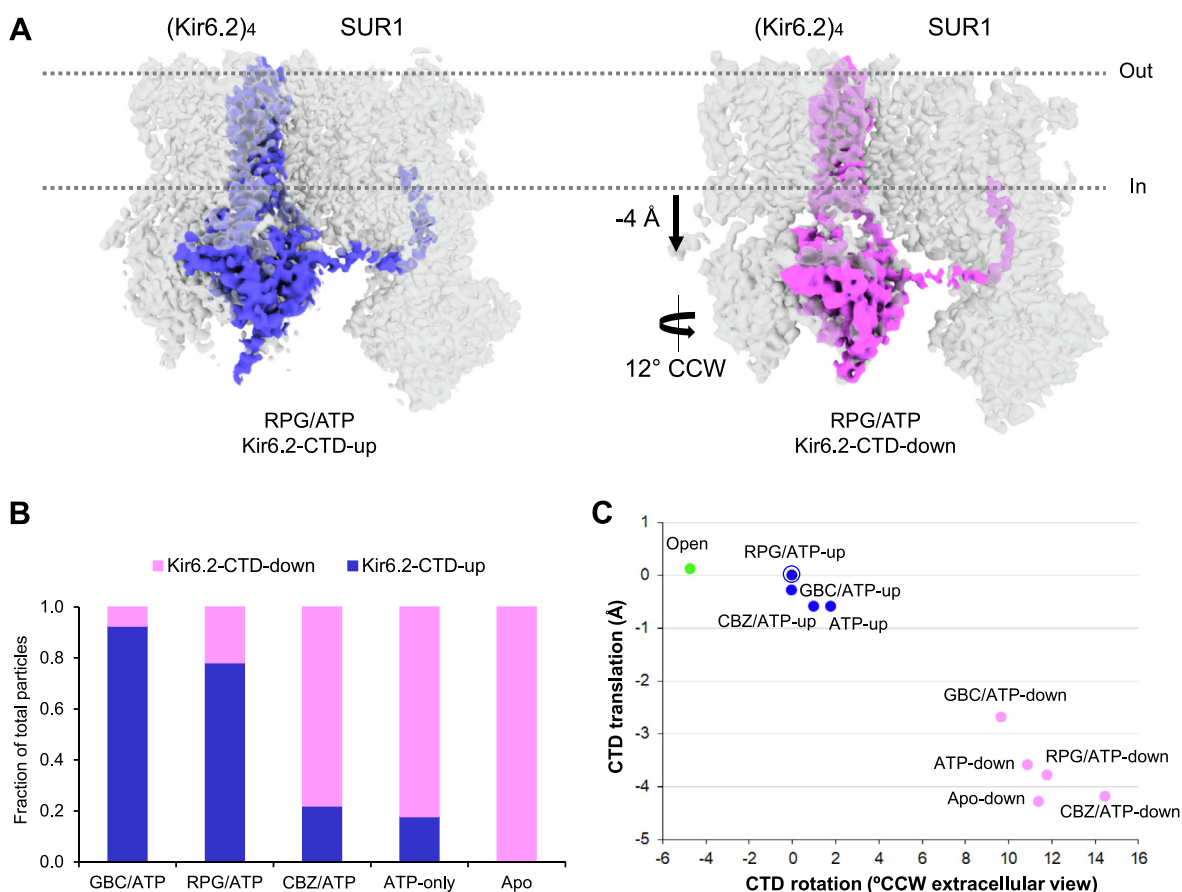 A
(Kir6.2)4 SUR1 (Kir6.2)4 SUR1
Out
In
-4 Å
12° CCW
RPG/ATP
Kir6.2-CTD-up
RPG/ATP
Kir6.2-CTD-down
B
Kir6.2-CTD-down Kir6.2-CTD-up
Fraction of total particles
1.0
0.8
0.6
0.4
0.2
0.0
GBC/ATP RPG/ATP CBZ/ATP ATP-only Apo
C
CTD translation (Å)
1
0
-1
-2
-3
-4
-5
Open
RPG/ATP-up
GBC/ATP-up
CBZ/ATP-up ATP-up
GBC/ATP-down
ATP-down RPG/ATP-down
Apo-down
CBZ/ATP-down
-6 -4 -2 0 2 4 6 8 10 12 14 16
CTD rotation (ºCCW extracellular view)